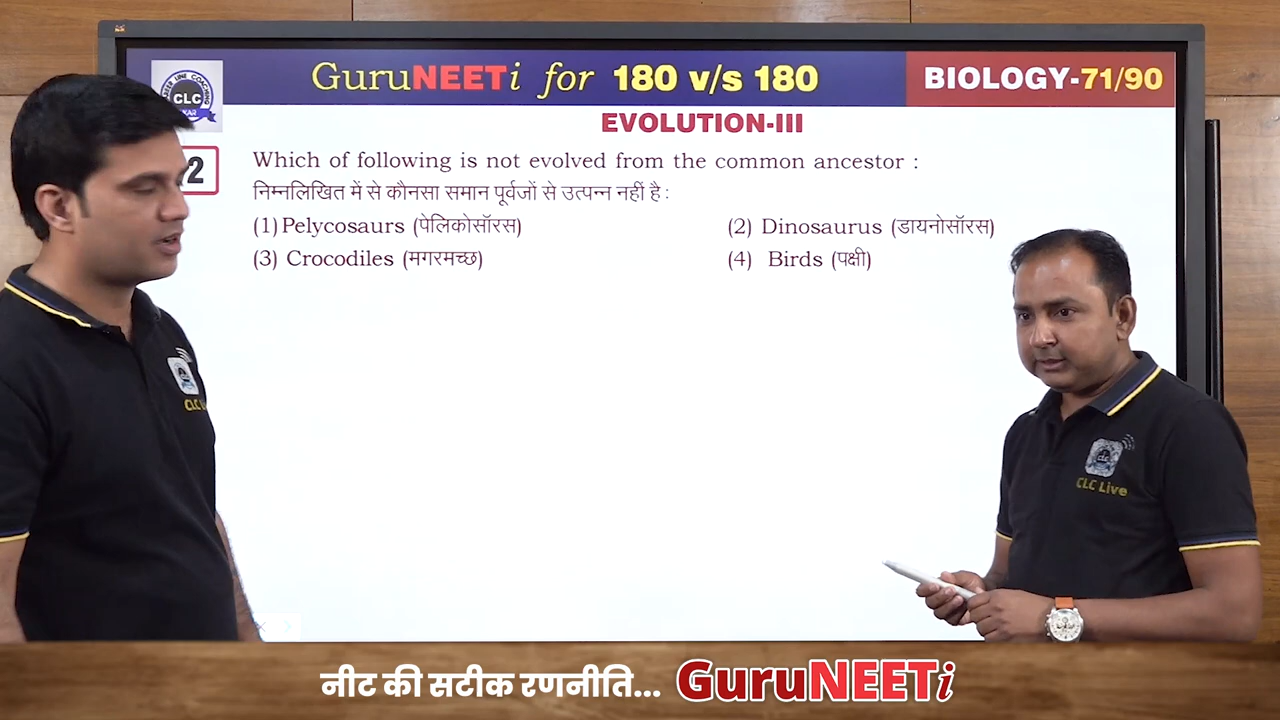 GuruNEETi for 180 v/s 180
BIOLOGY-71/90
CLC
EVOLUTION-III
2
Which of following is not evolved from the common ancestor :
निम्नलिखित में से कौनसा समान पूर्वजों से उत्पन्न नहीं है :
(1) Pelycosaurs (पेलिकोसॉरस)
(2) Dinosaurus (डायनोसॉरस)
(3) Crocodiles (मगरमच्छ)
(4) Birds (पक्षी)
CLC Live
नीट की सटीक रणनीति... GuruNEETi